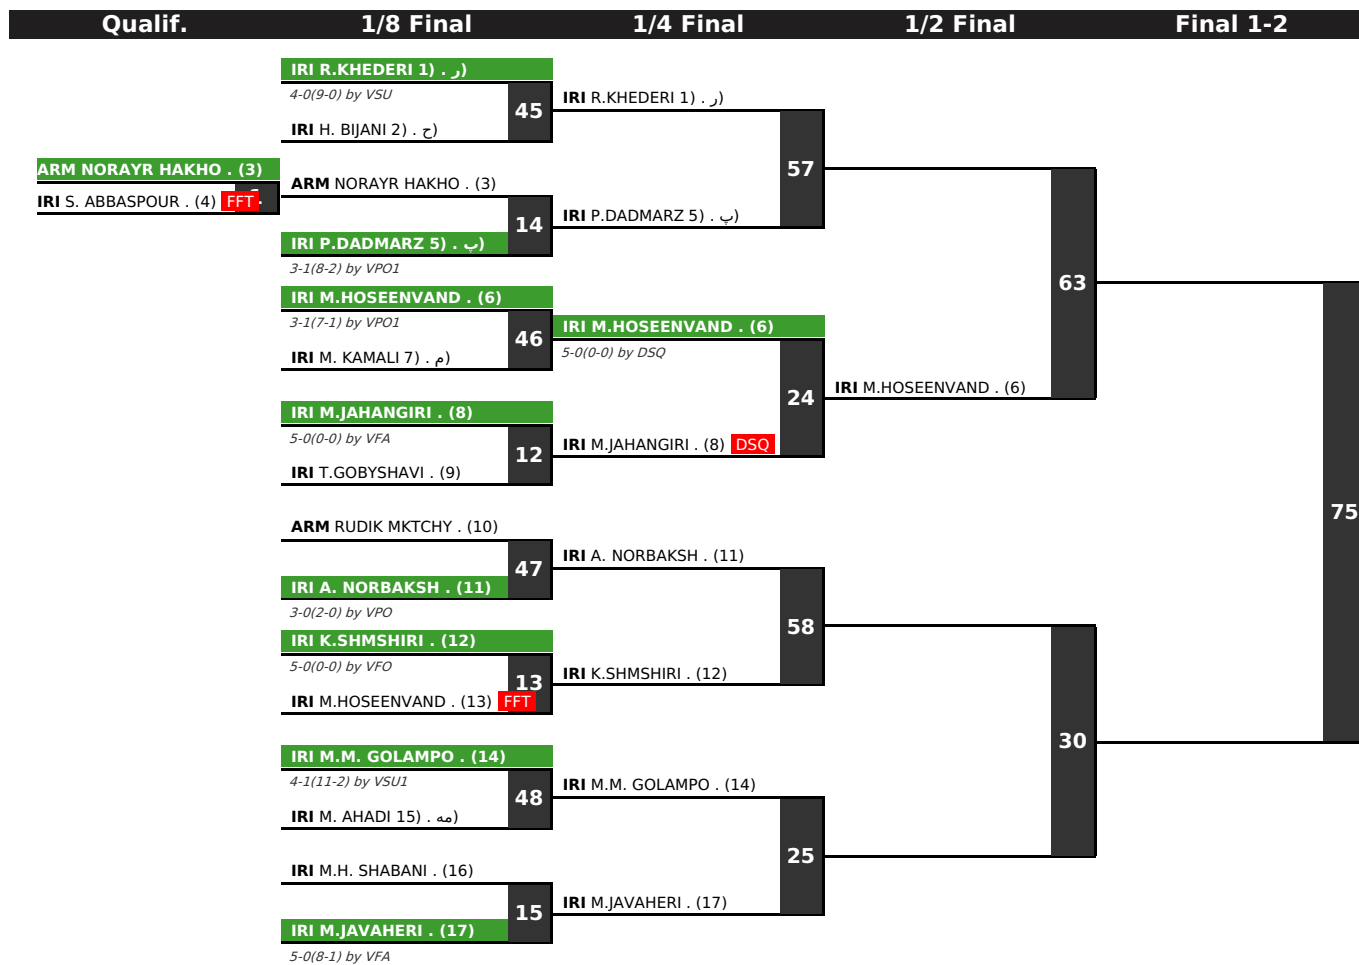 Qualif. 1/8 Final 1/4 Final 1/2 Final Final 1-2
ARM NORAYR HAKHO . (3)
IRI S. ABBASPOUR . (4) FFT
IRI R.KHEDERI 1) . ر)
4-0(9-0) by VSU
45
IRI H. BIJANI 2) . ح)
ARM NORAYR HAKHO . (3)
14
IRI P.DADMARZ 5) . پ)
3-1(8-2) by VPO1
IRI M.HOSEENVAND . (6)
3-1(7-1) by VPO1
46
IRI M. KAMALI 7) . م)
IRI M.JAHANGIRI . (8)
5-0(0-0) by VFA
12
IRI T.GOBYSHAVI . (9)
ARM RUDIK MKTCHY . (10)
47
IRI A. NORBAKSH . (11)
3-0(2-0) by VPO
IRI K.SHMSHIRI . (12)
5-0(0-0) by VFO
13
IRI M.HOSEENVAND . (13) FFT
IRI M.M. GOLAMPO . (14)
4-1(11-2) by VSU1
48
IRI M. AHADI 15) . مه)
IRI M.H. SHABANI . (16)
15
IRI M.JAVAHERI . (17)
5-0(8-1) by VFA
IRI R.KHEDERI 1) . ر)
57
IRI P.DADMARZ 5) . پ)
IRI M.HOSEENVAND . (6)
5-0(0-0) by DSQ
24
IRI M.JAHANGIRI . (8) DSQ
IRI A. NORBAKSH . (11)
58
IRI K.SHMSHIRI . (12)
IRI M.M. GOLAMPO . (14)
25
IRI M.JAVAHERI . (17)
63
IRI M.HOSEENVAND . (6)
30
75